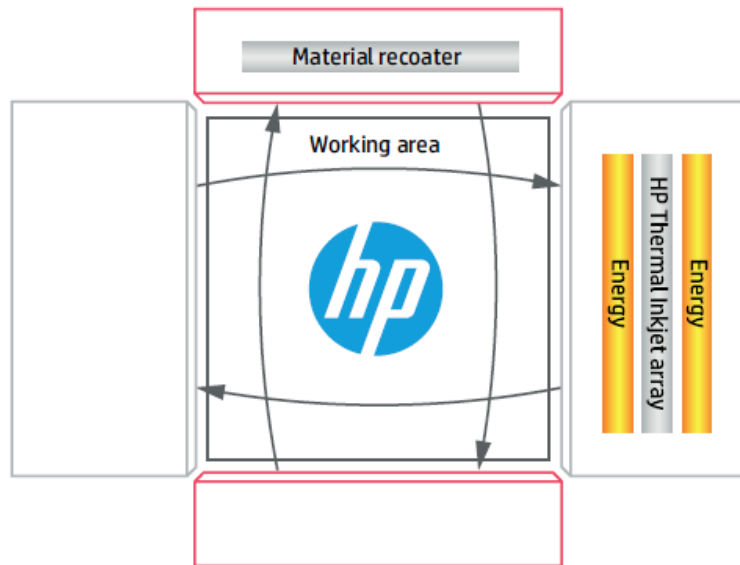 Material recoater
Working area
hp
Energy
HP Thermal Inkjet array
Energy